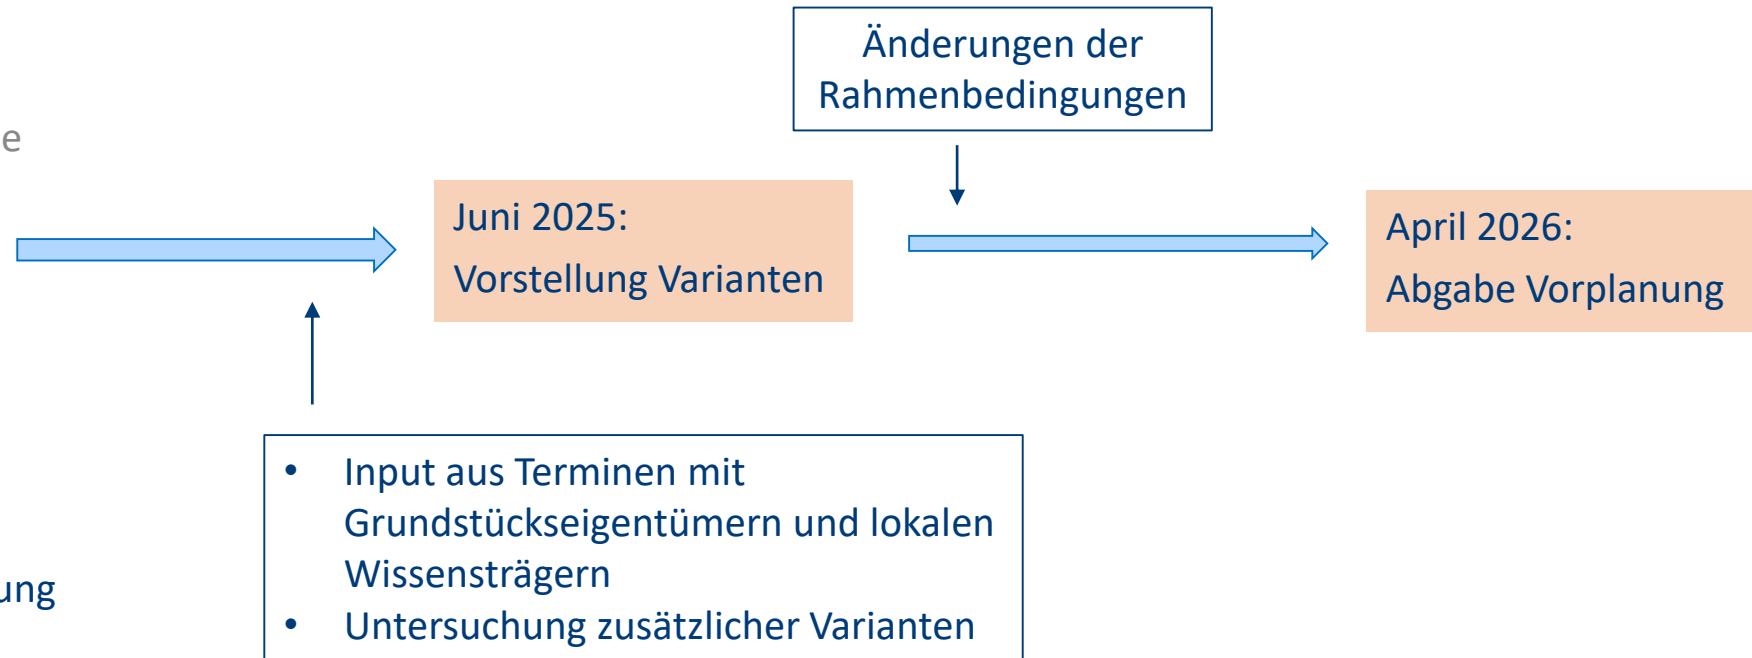 Änderungen der
Rahmenbedingungen
e
Juni 2025:
Vorstellung Varianten
April 2026:
Abgabe Vorplanung
• Input aus Terminen mit
Grundstückseigentümern und lokalen
Wissensträgern
• Untersuchung zusätzlicher Varianten
ung